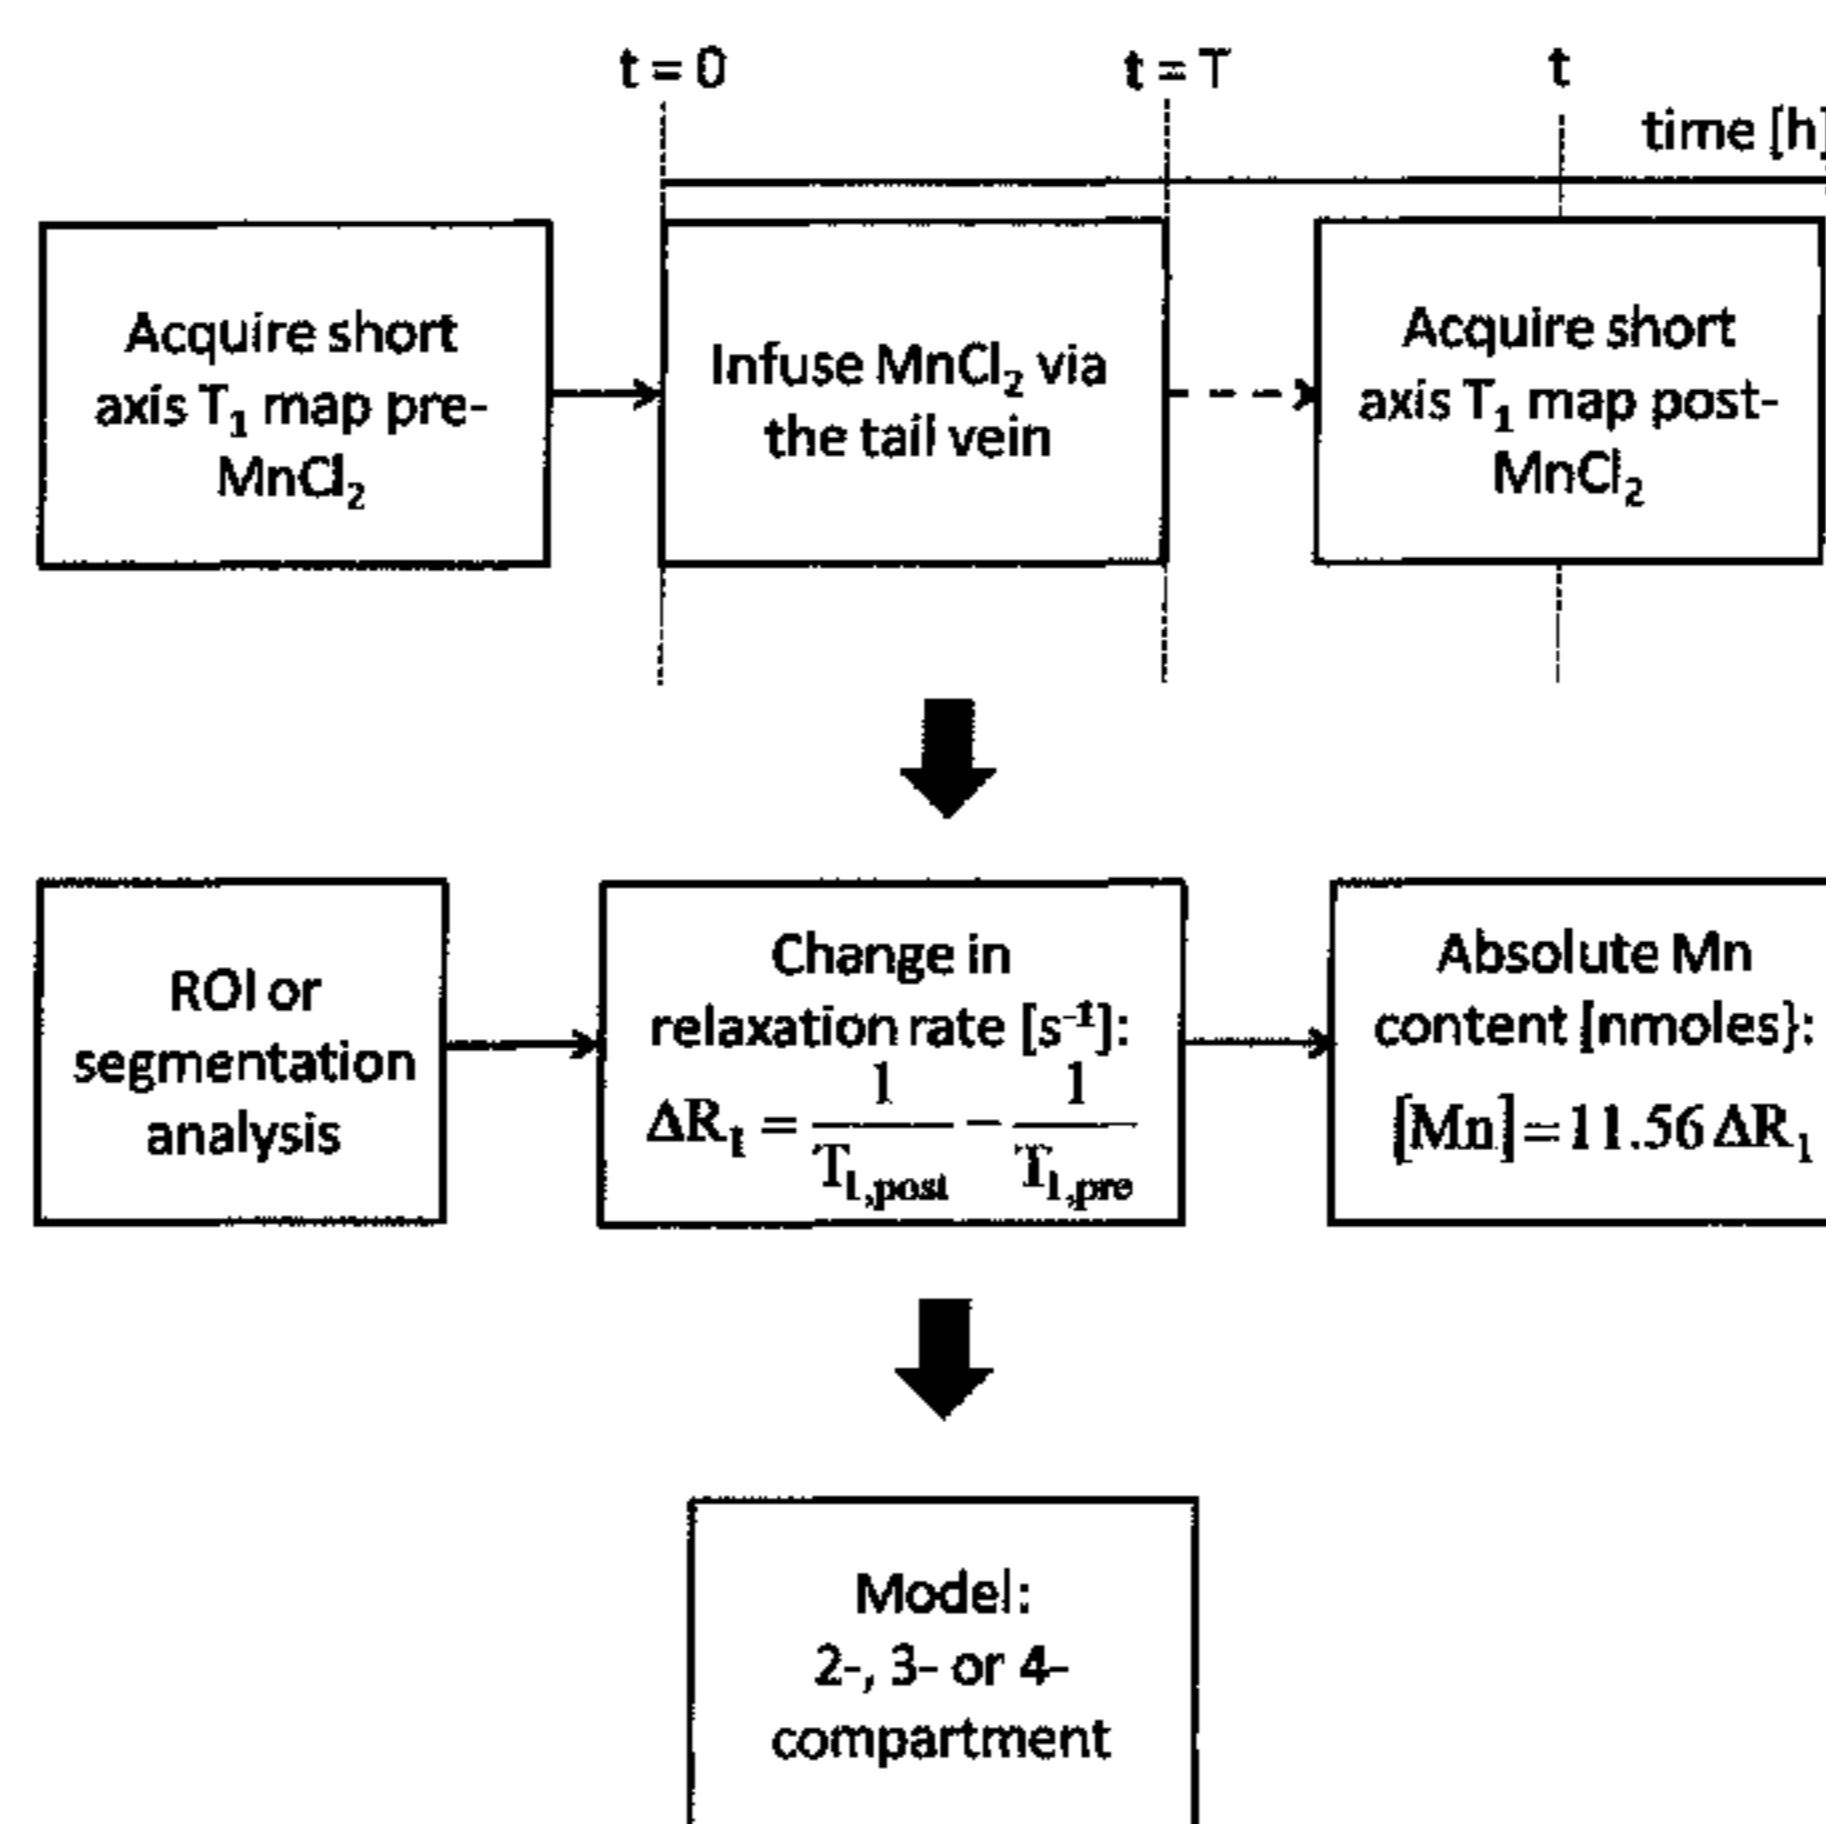 t = 0
t = T
t
time [h]
Acquire short
axis T₁ map pre-
MnCl₂
Infuse MnCl₂ via
the tail vein
Acquire short
axis T₁ map post-
MnCl₂
ROI or
segmentation
analysis
Change in
relaxation rate [s⁻¹]:
ΔR₁ = 1/T₁,post − 1/T₁,pre
Absolute Mn
content [nmoles}:
[Mn]=11.56 ΔR₁
Model:
2-, 3- or 4-
compartment